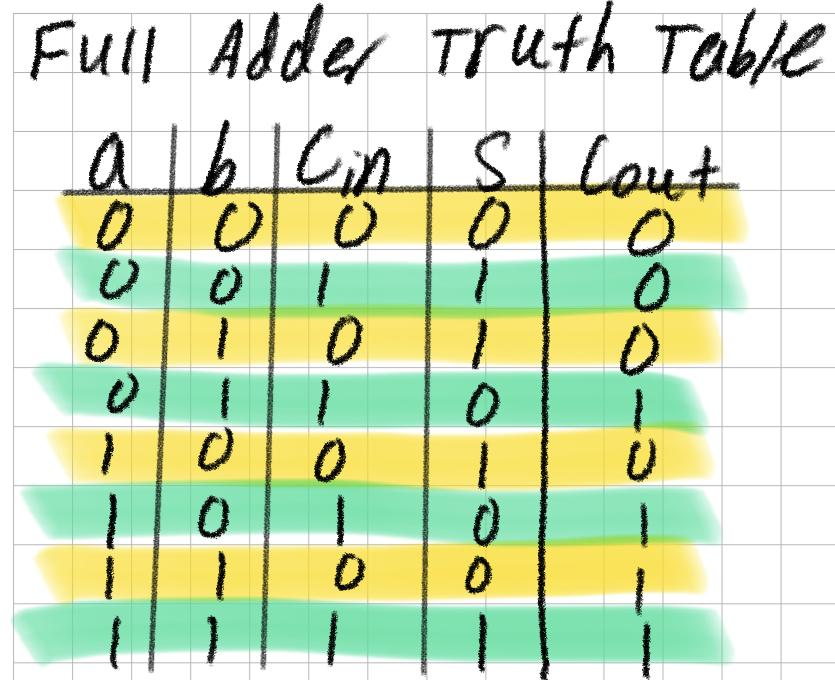 Full Adder Truth Table
a b Cin S Cout
0 0 0 0 0
0 0 1 1 0
0 1 0 1 0
0 1 1 0 1
1 0 0 1 0
1 0 1 0 1
1 1 0 0 1
1 1 1 1 1